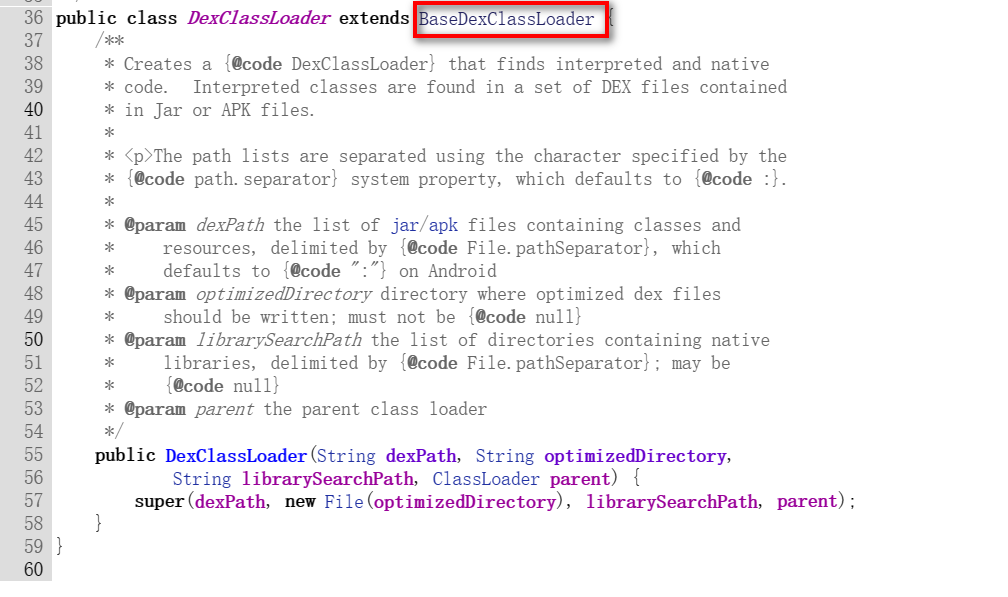 36 public class DexClassLoader extends BaseDexClassLoader {
37     /**
38      * Creates a {@code DexClassLoader} that finds interpreted and native
39      * code.  Interpreted classes are found in a set of DEX files contained
40      * in Jar or APK files.
41      *
42      * <p>The path lists are separated using the character specified by the
43      * {@code path.separator} system property, which defaults to {@code :}.
44      *
45      * @param dexPath the list of jar/apk files containing classes and
46      *     resources, delimited by {@code File.pathSeparator}, which
47      *     defaults to {@code ":"} on Android
48      * @param optimizedDirectory directory where optimized dex files
49      *     should be written; must not be {@code null}
50      * @param librarySearchPath the list of directories containing native
51      *     libraries, delimited by {@code File.pathSeparator}; may be
52      *     {@code null}
53      * @param parent the parent class loader
54      */
55     public DexClassLoader(String dexPath, String optimizedDirectory,
56             String librarySearchPath, ClassLoader parent) {
57         super(dexPath, new File(optimizedDirectory), librarySearchPath, parent);
58     }
59 }
60